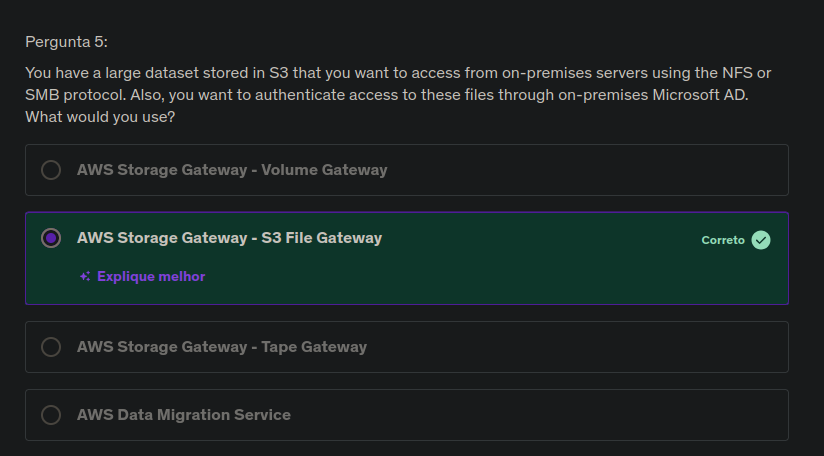 Pergunta 5:
You have a large dataset stored in S3 that you want to access from on-premises servers using the NFS or
SMB protocol. Also, you want to authenticate access to these files through on-premises Microsoft AD.
What would you use?
AWS Storage Gateway - Volume Gateway
AWS Storage Gateway - S3 File Gateway
Correto
Explique melhor
AWS Storage Gateway - Tape Gateway
AWS Data Migration Service